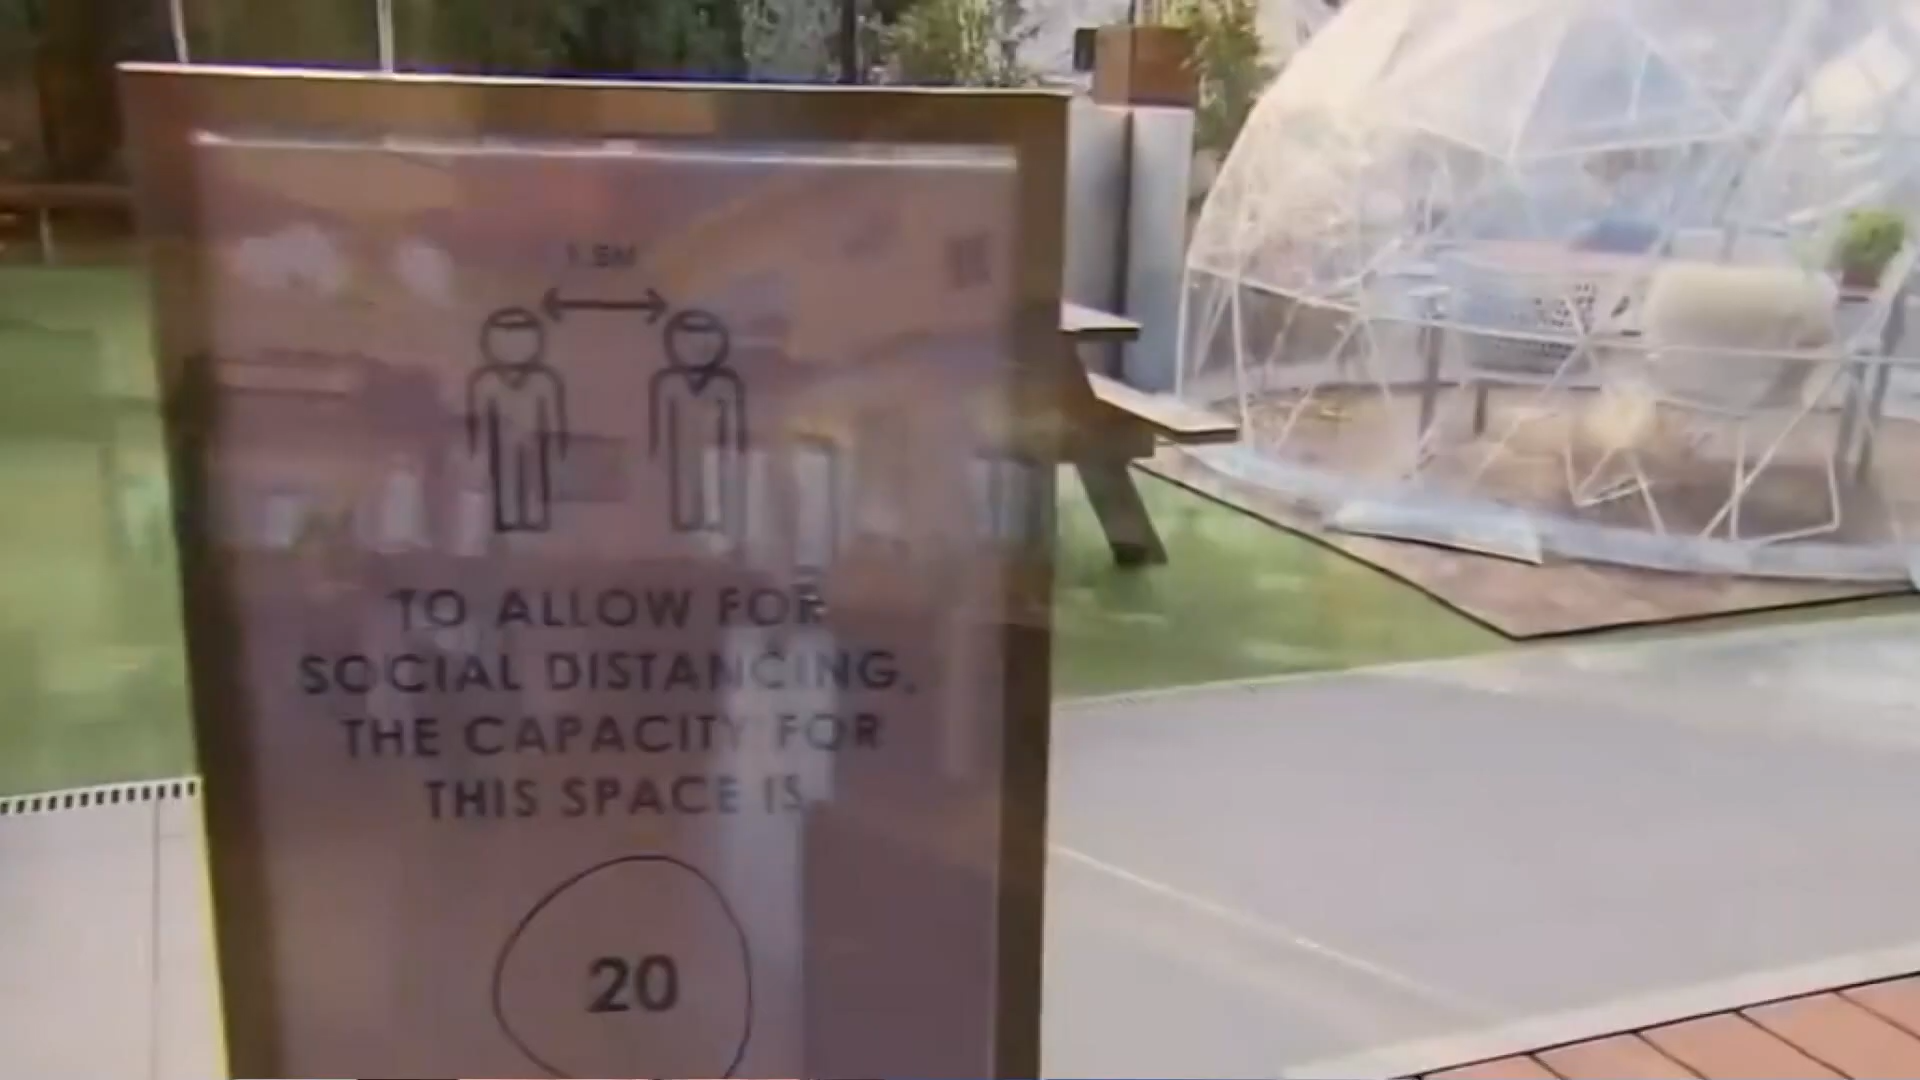 1.5M
TO ALLOW FOR
SOCIAL DISTANCING,
THE CAPACITY FOR
THIS SPACE IS
20